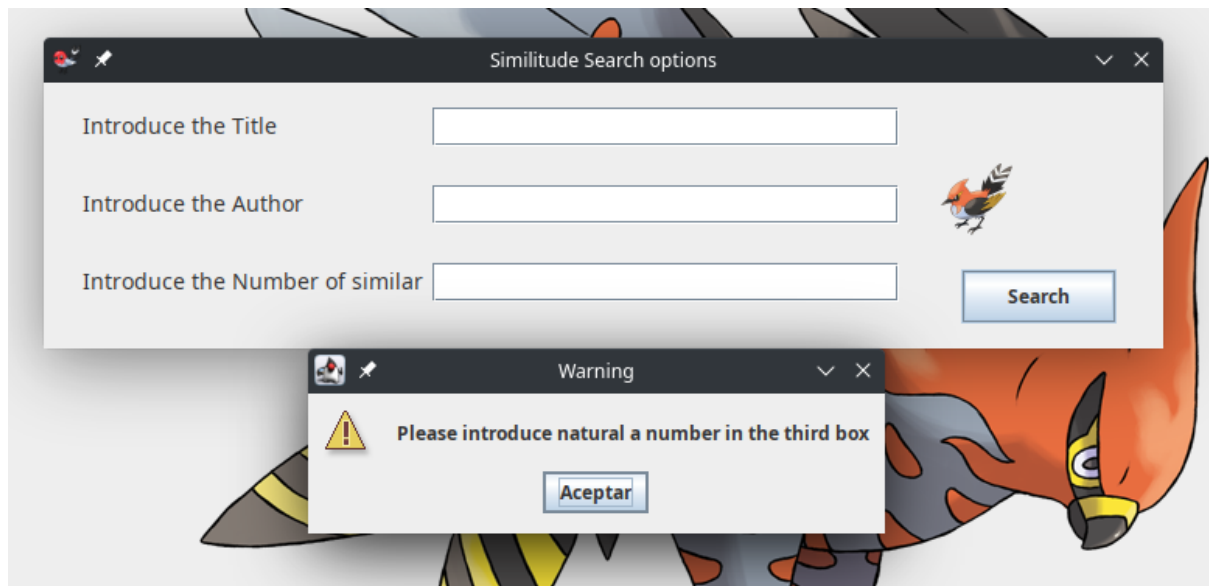 Similitude Search options
Introduce the Title
Introduce the Author
Introduce the Number of similar
Search
Warning
Please introduce natural a number in the third box
Aceptar